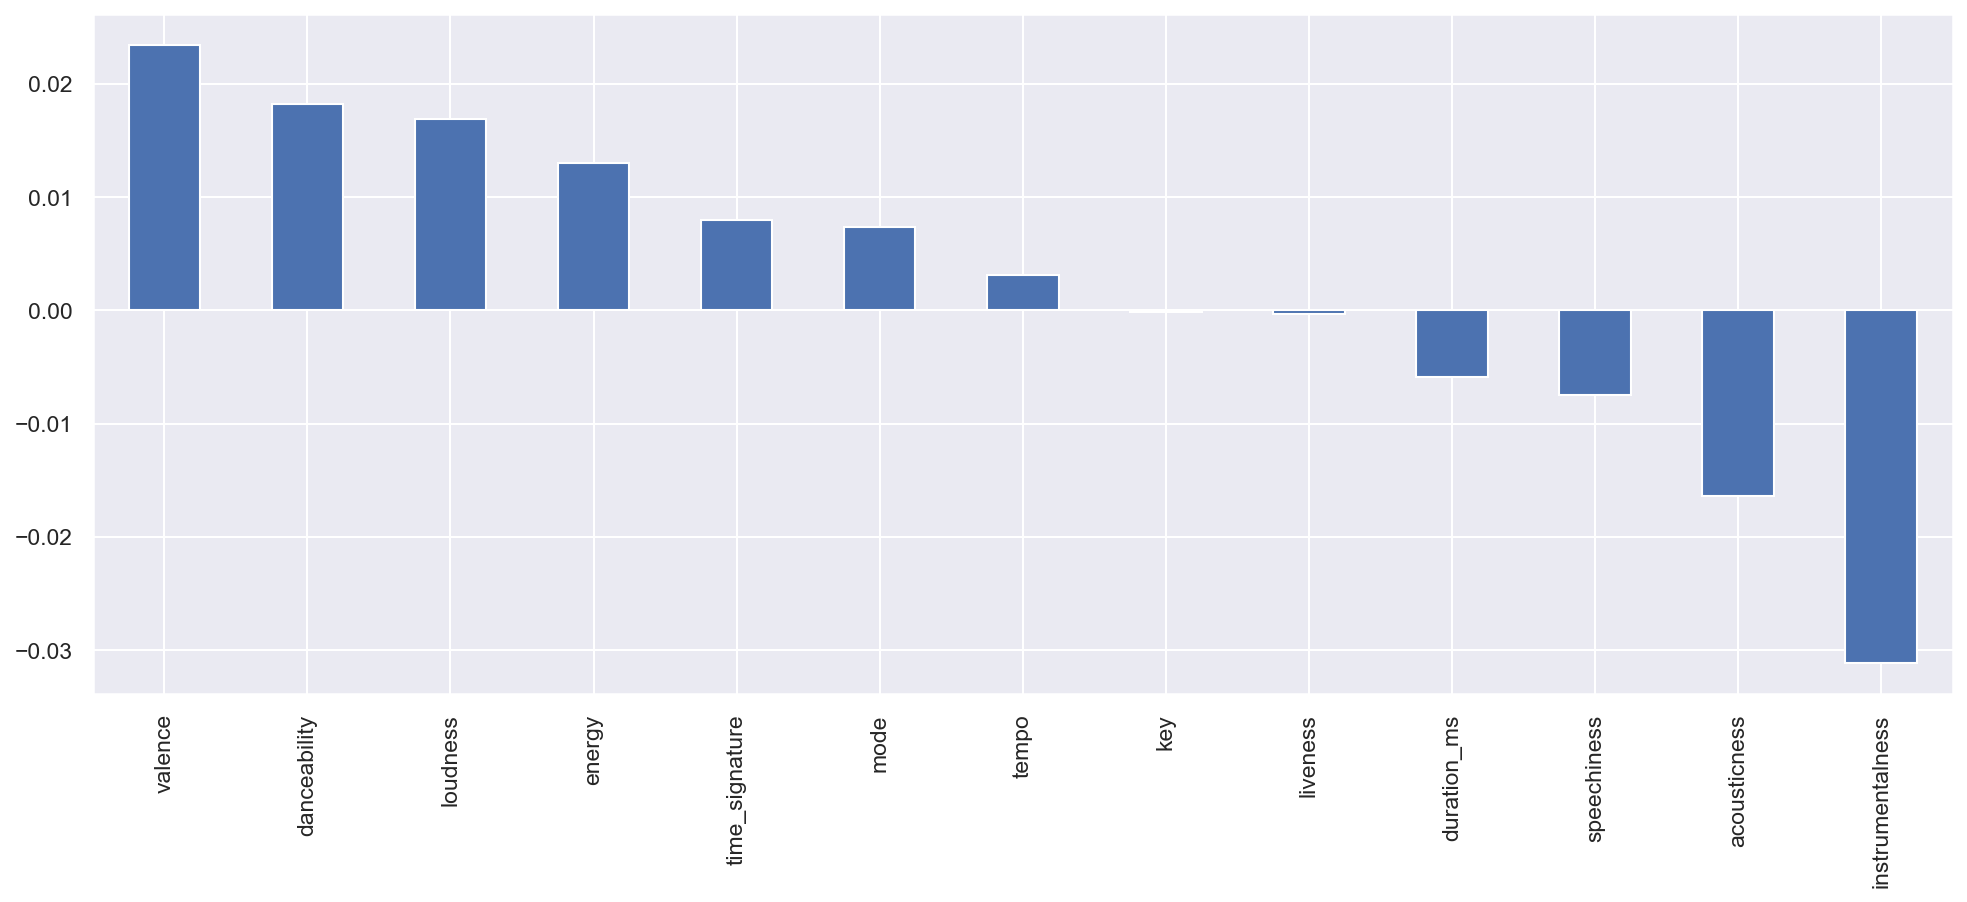 0.02
0.01
0.00
−0.01
−0.02
−0.03
valence
danceability
loudness
energy
time_signature
mode
tempo
key
liveness
duration_ms
speechiness
acousticness
instrumentalness